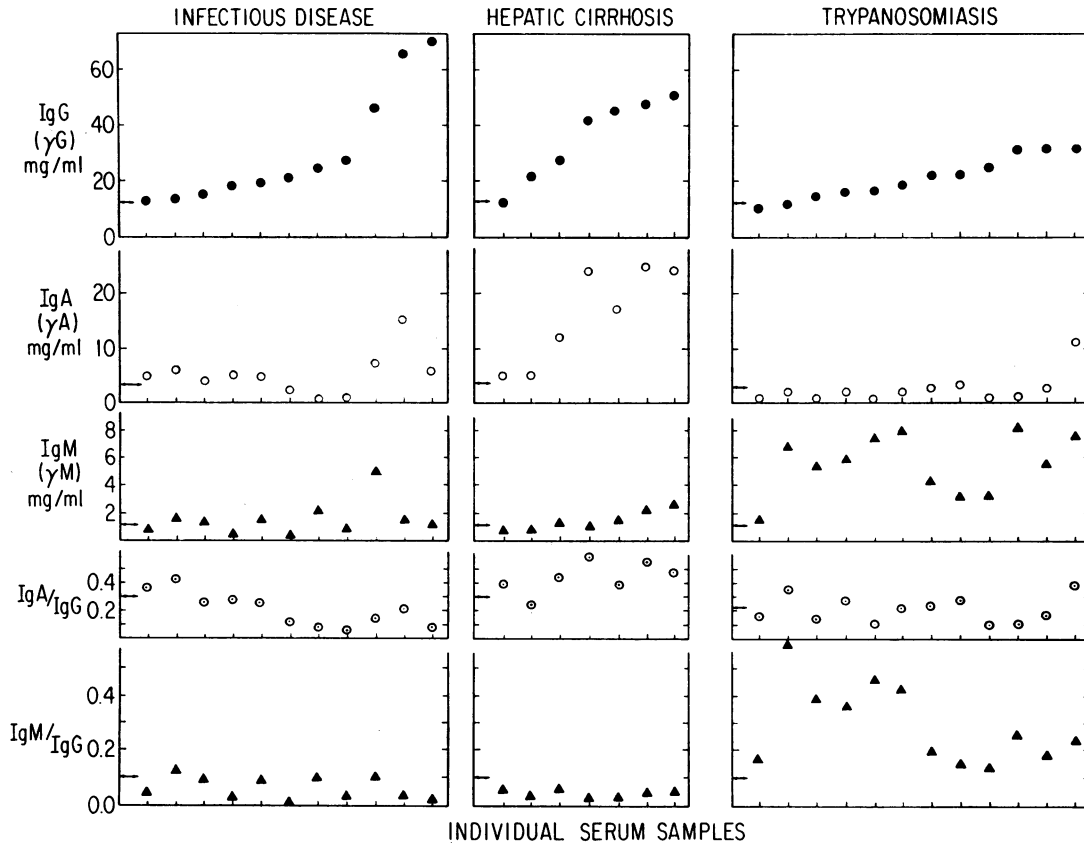 INFECTIOUS DISEASE HEPATIC CIRRHOSIS TRYPANOSOMIASIS
IgG
(γG)
mg/ml
60
40
20
0
IgA
(γA)
mg/ml
20
10
0
IgM
(γM)
mg/ml
8
6
4
2
IgA/IgG
0.4
0.2
IgM/IgG
0.4
0.2
0.0
INDIVIDUAL SERUM SAMPLES